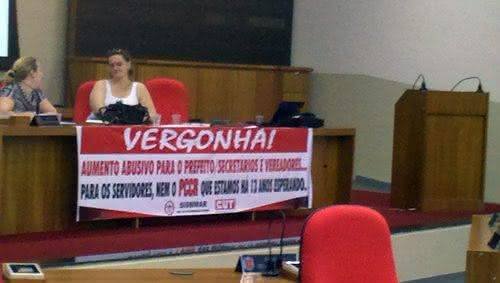 VERGONHA!
AUMENTO ABUSIVO PARA O PREFEITO/SECRETÁRIOS E VEREADORES...
PARA OS SERVIDORES, NEM O PCCR QUE ESTAMOS HÁ 13 ANOS ESPERANDO.
SISMMAR CUT